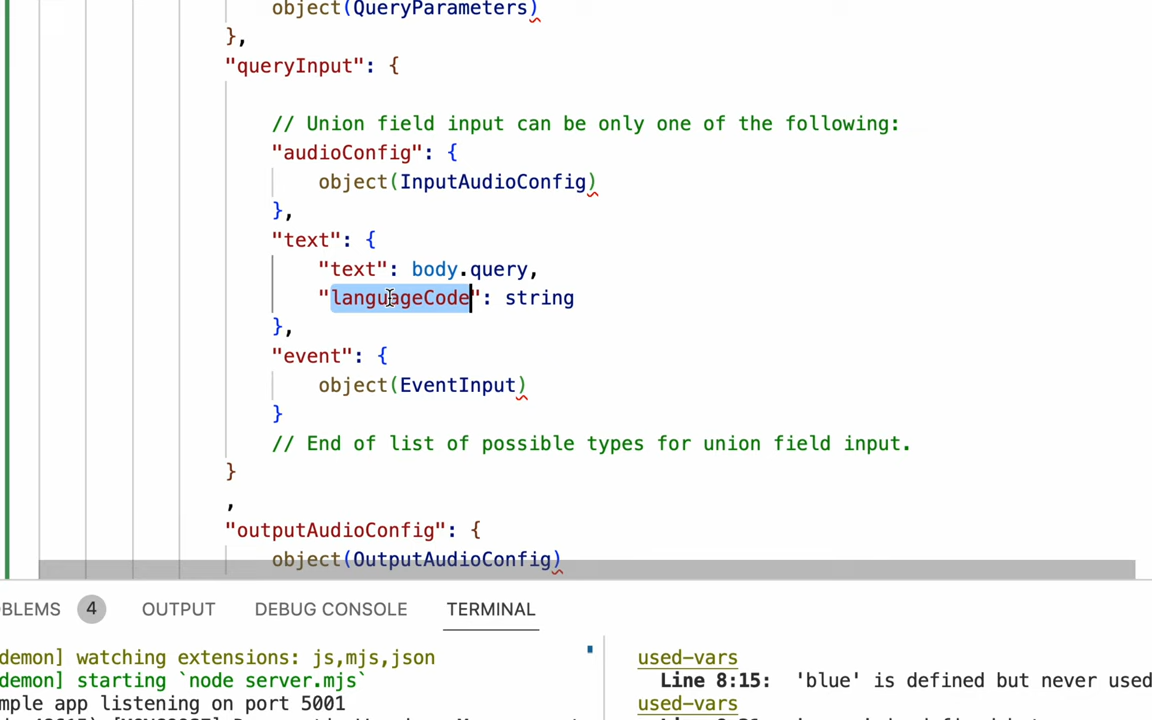 object(QueryParameters)
},
"queryInput": {
// Union field input can be only one of the following:
"audioConfig": {
object(InputAudioConfig)
},
"text": {
"text": body.query,
"languageCode": string
},
"event": {
object(EventInput)
}
// End of list of possible types for union field input.
}
,
"outputAudioConfig": {
object(OutputAudioConfig)
OBLEMS 4 OUTPUT DEBUG CONSOLE TERMINAL
demon] watching extensions: js,mjs,json
demon] starting `node server.mjs`
mple app listening on port 5001
used-vars
Line 8:15: 'blue' is defined but never used
used-vars